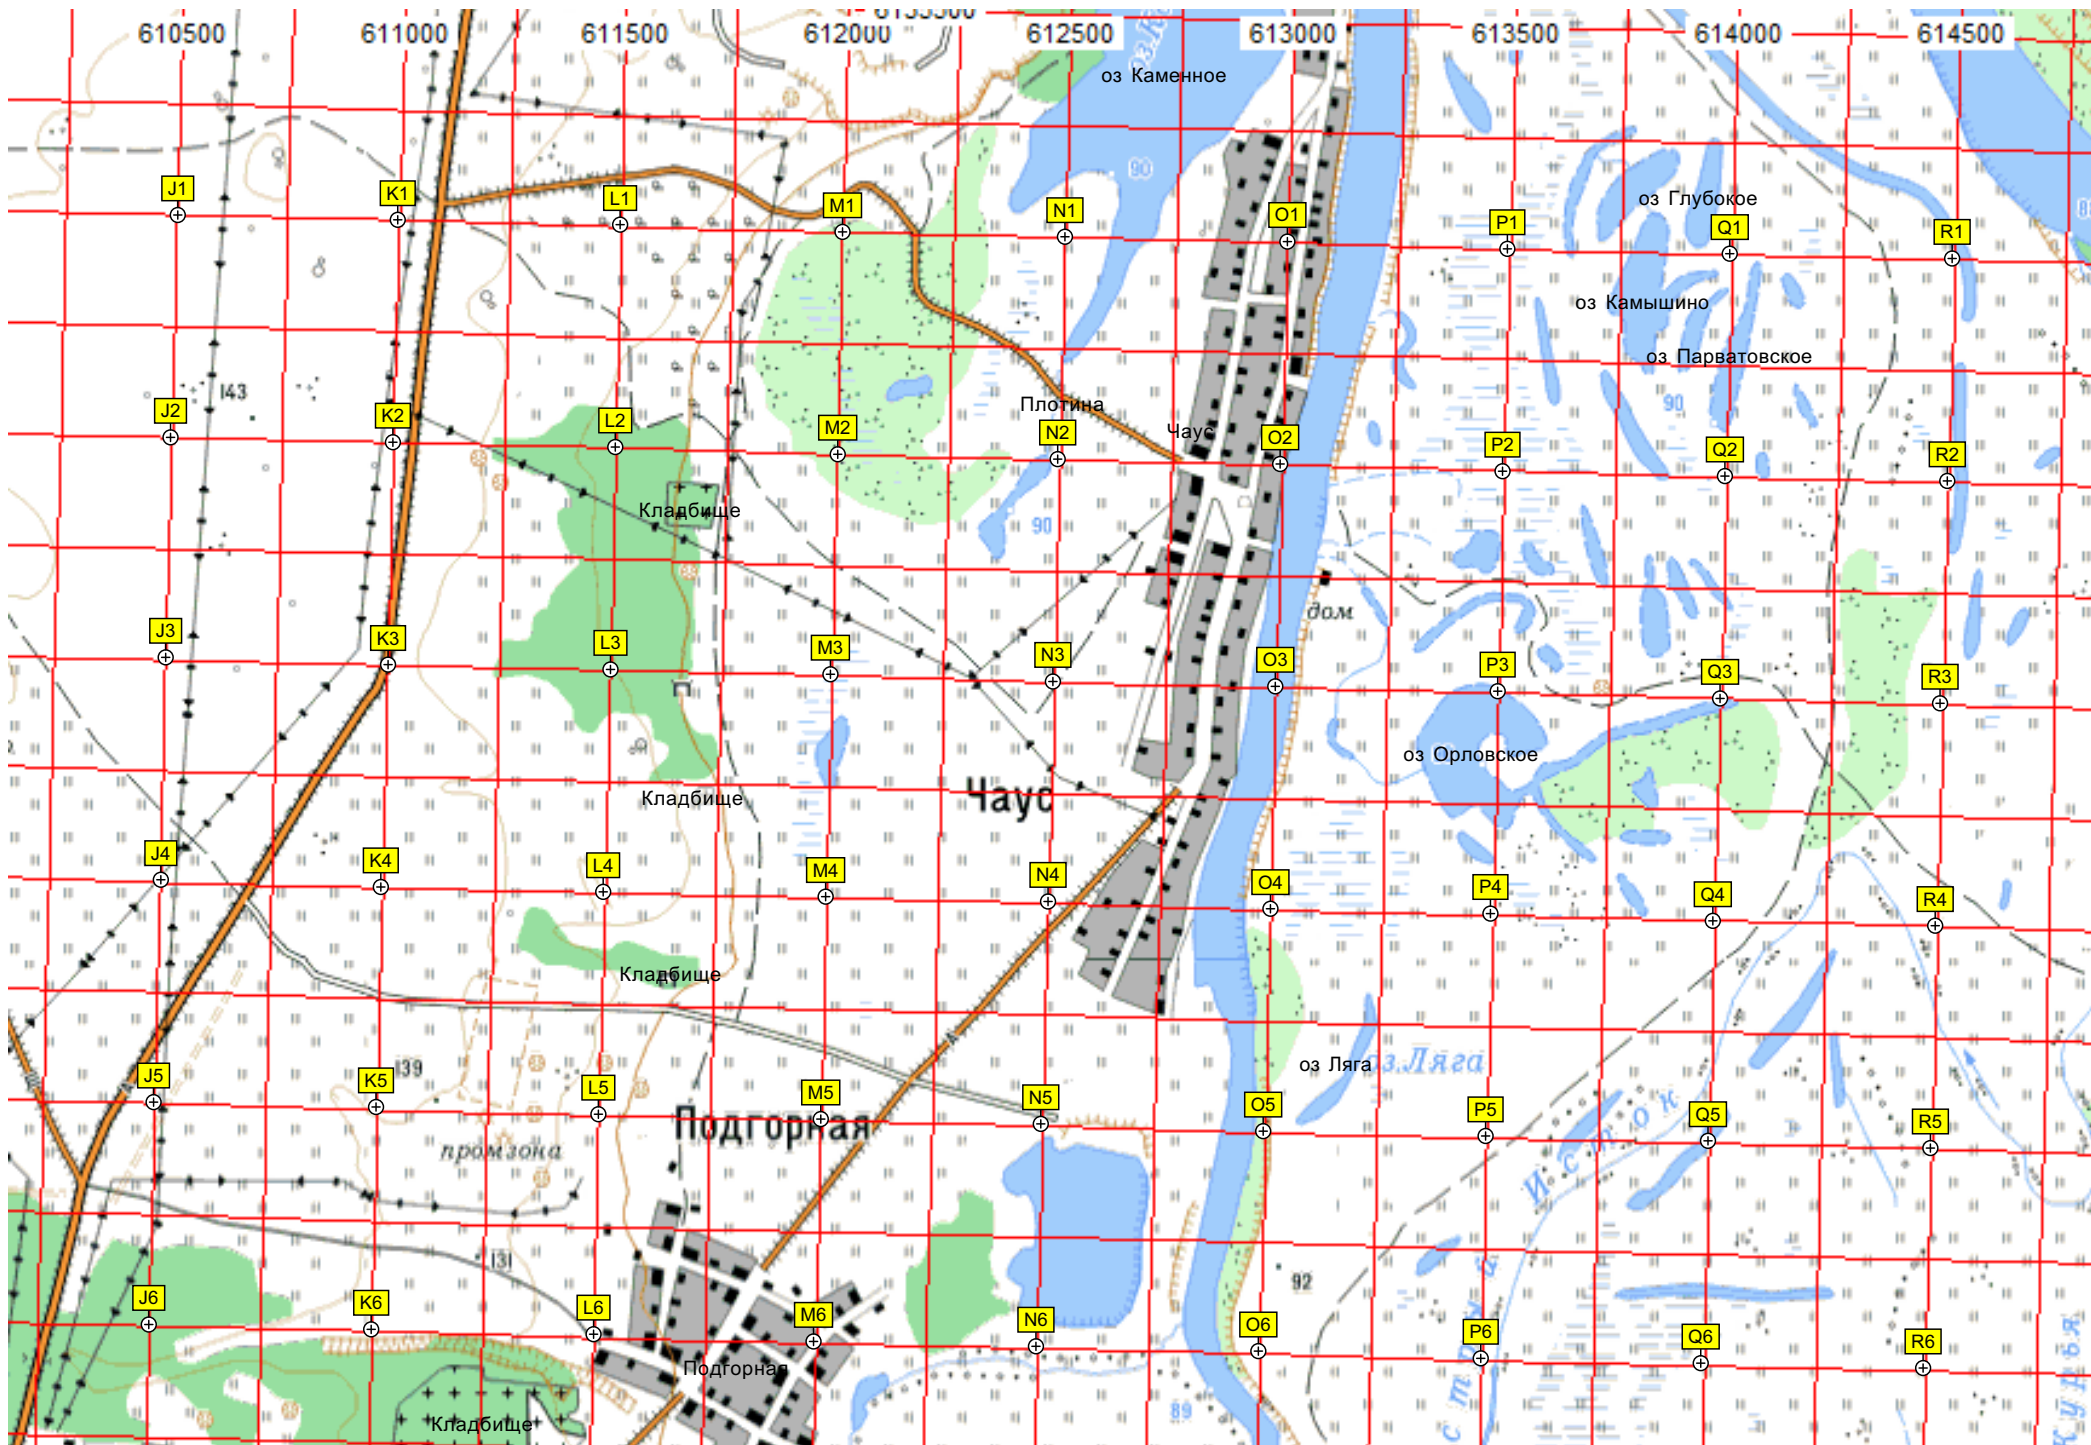 6135500
610500 611000 611500 612000 612500 613000 613500 614000 614500
оз Каменное
90
J1 K1 L1 M1 N1 O1 P1 Q1 R1
оз Глубокое
оз Камышино
оз Парватовское
143
90
Плотина
Чаус
J2 K2 L2 M2 N2 O2 P2 Q2 R2
Кладбище
90
дом
J3 K3 L3 M3 N3 O3 P3 Q3 R3
оз Орловское
Кладбище
Чаус
J4 K4 L4 M4 N4 O4 P4 Q4 R4
Кладбище
139
оз Ляга
оз.Ляга
J5 K5 L5 M5 N5 O5 P5 Q5 R5
Подгорная
промзона
Исток
131
92
J6 K6 L6 M6 N6 O6 P6 Q6 R6
Подгорная
Кладбище
89